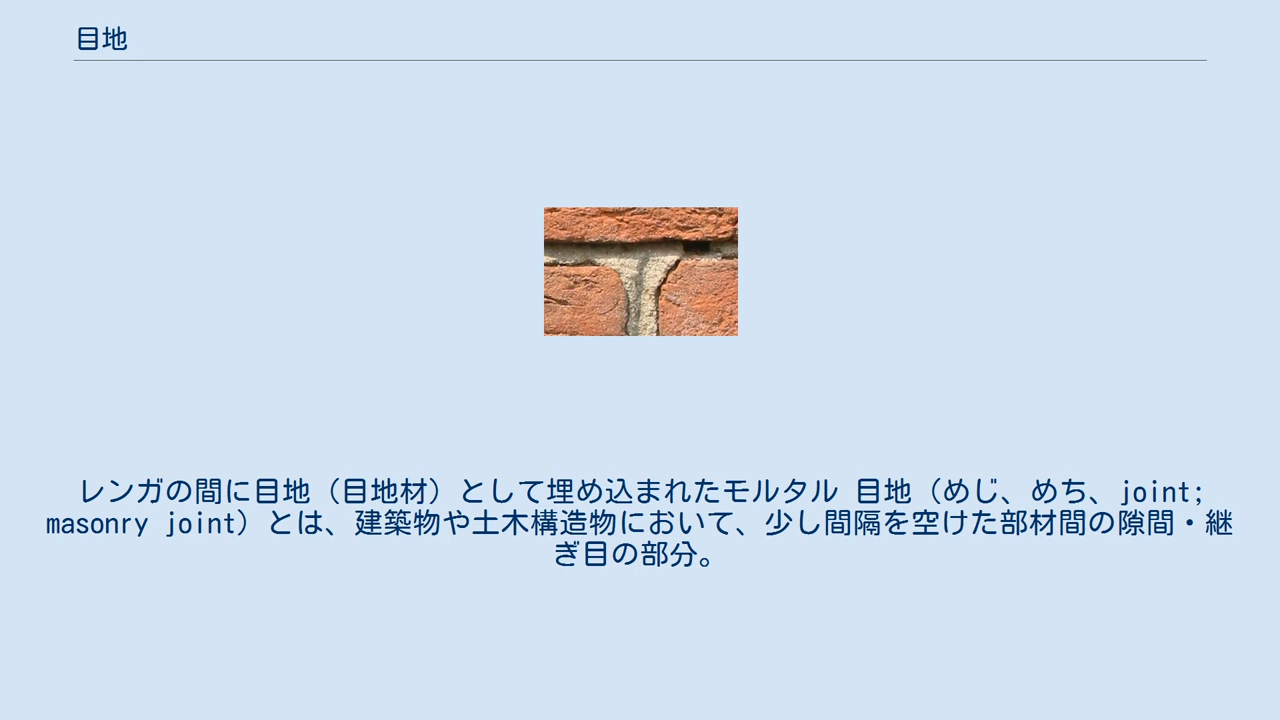 目地
レンガの間に目地（目地材）として埋め込まれたモルタル 目地（めじ、めち、joint;
masonry joint）とは、建築物や土木構造物において、少し間隔を空けた部材間の隙間・継
ぎ目の部分。